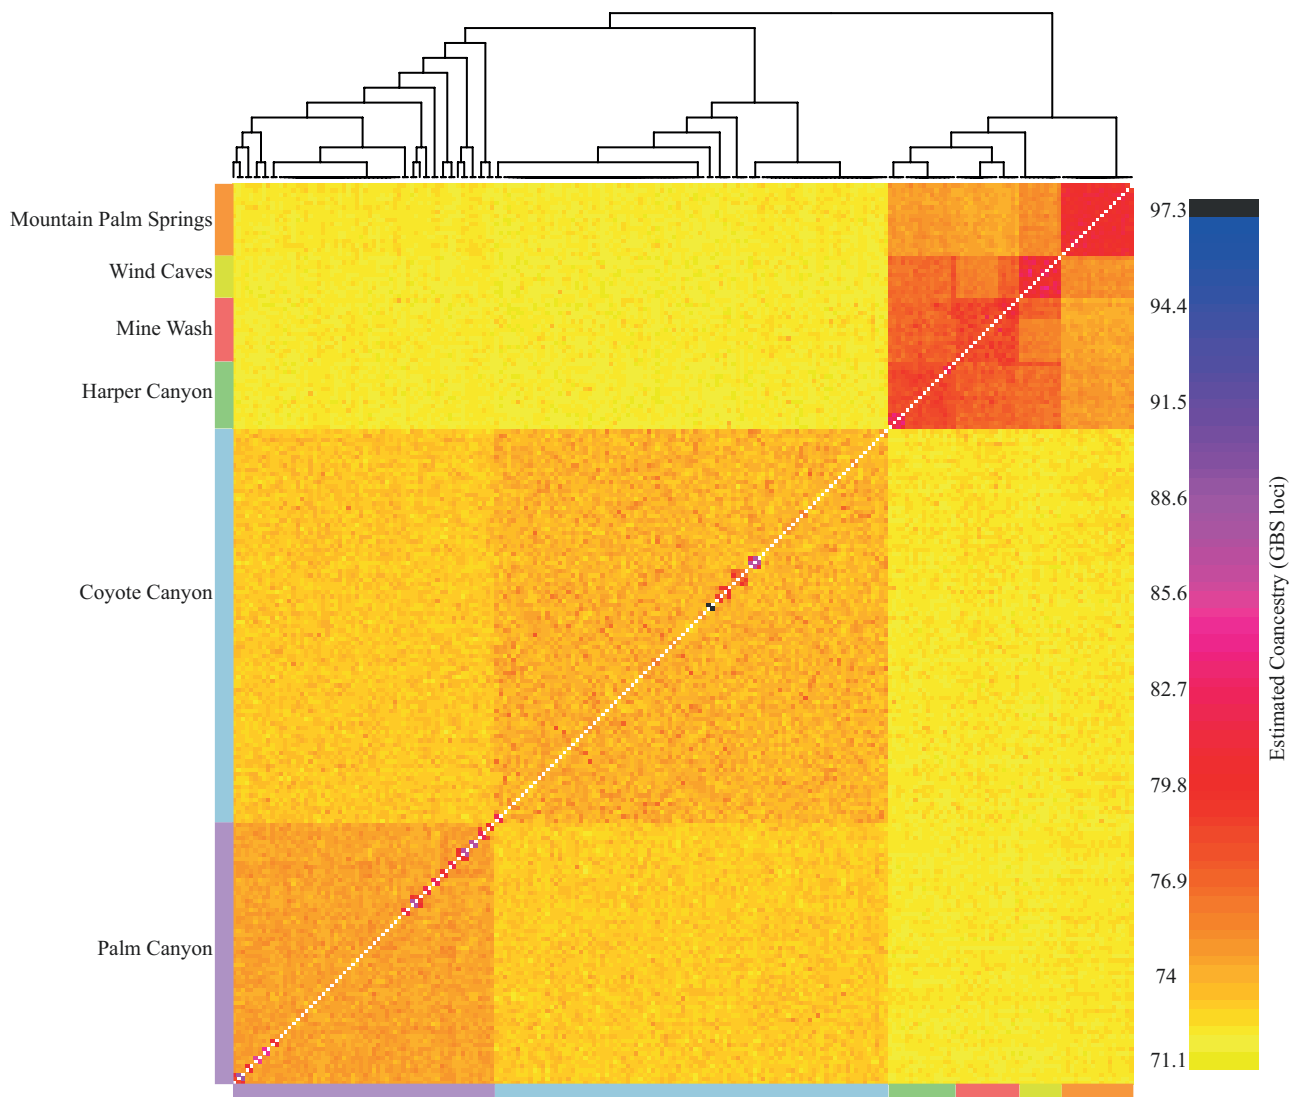 Mountain Palm Springs
Wind Caves
Mine Wash
Harper Canyon
Coyote Canyon
Palm Canyon
97.3
94.4
91.5
88.6
85.6
82.7
79.8
76.9
74
71.1
Estimated Coancestry (GBS loci)